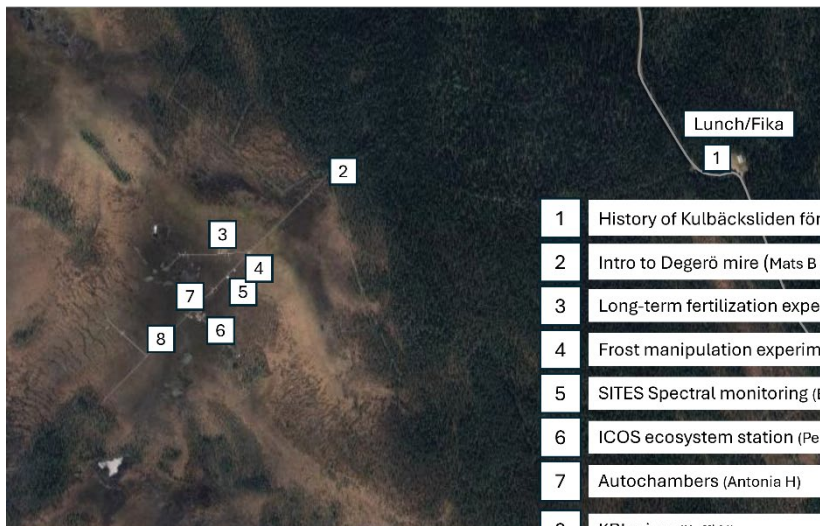 Lunch/Fika
1
2
3
4
7
5
6
8
1 History of Kulbäcksliden för
2 Intro to Degerö mire (Mats B
3 Long-term fertilization expe
4 Frost manipulation experim
5 SITES Spectral monitoring (
6 ICOS ecosystem station (Pe
7 Autochambers (Antonia H)